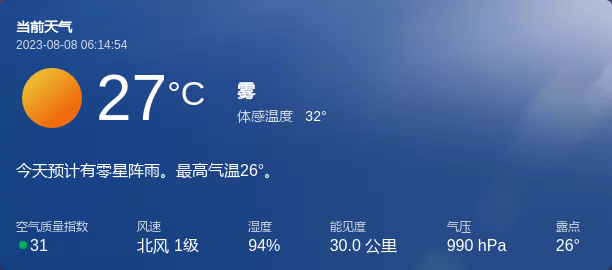 当前天气
2023-08-08 06:14:54
27°C
雾
体感温度 32°
今天预计有零星阵雨。最高气温26°。
空气质量指数 风速 湿度 能见度 气压 露点
31 北风 1级 94% 30.0 公里 990 hPa 26°